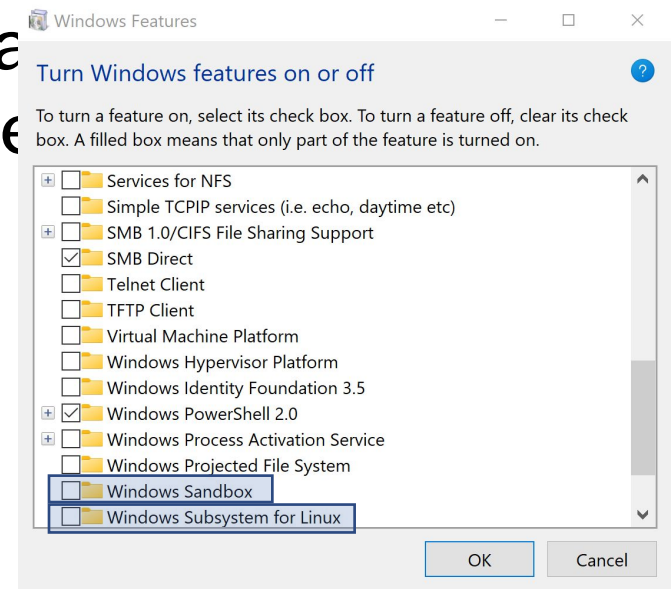 Windows Features
a
Turn Windows features on or off
?
e
To turn a feature on, select its check box. To turn a feature off, clear its check
box. A filled box means that only part of the feature is turned on.
Services for NFS
Simple TCPIP services (i.e. echo, daytime etc)
SMB 1.0/CIFS File Sharing Support
SMB Direct
Telnet Client
TFTP Client
Virtual Machine Platform
Windows Hypervisor Platform
Windows Identity Foundation 3.5
Windows PowerShell 2.0
Windows Process Activation Service
Windows Projected File System
Windows Sandbox
Windows Subsystem for Linux
OK Cancel